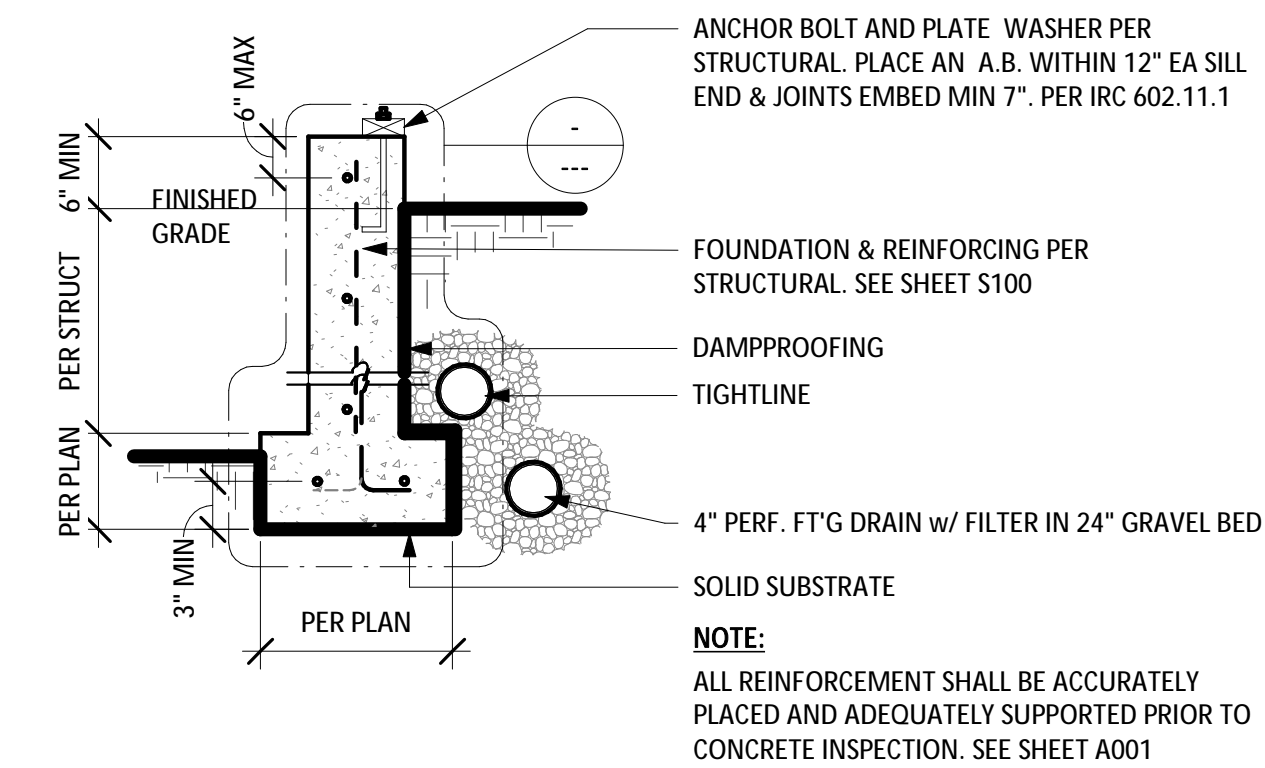 ANCHOR BOLT AND PLATE WASHER PER
STRUCTURAL. PLACE AN A.B. WITHIN 12" EA SILL
END & JOINTS EMBED MIN 7". PER IRC 602.11.1
6" MAX
6" MIN
-
---
FINISHED
GRADE
FOUNDATION & REINFORCING PER
STRUCTURAL. SEE SHEET S100
PER STRUCT
DAMPPROOFING
TIGHTLINE
PER PLAN
4" PERF. FT'G DRAIN w/ FILTER IN 24" GRAVEL BED
3" MIN
SOLID SUBSTRATE
PER PLAN
NOTE:
ALL REINFORCEMENT SHALL BE ACCURATELY
PLACED AND ADEQUATELY SUPPORTED PRIOR TO
CONCRETE INSPECTION. SEE SHEET A001